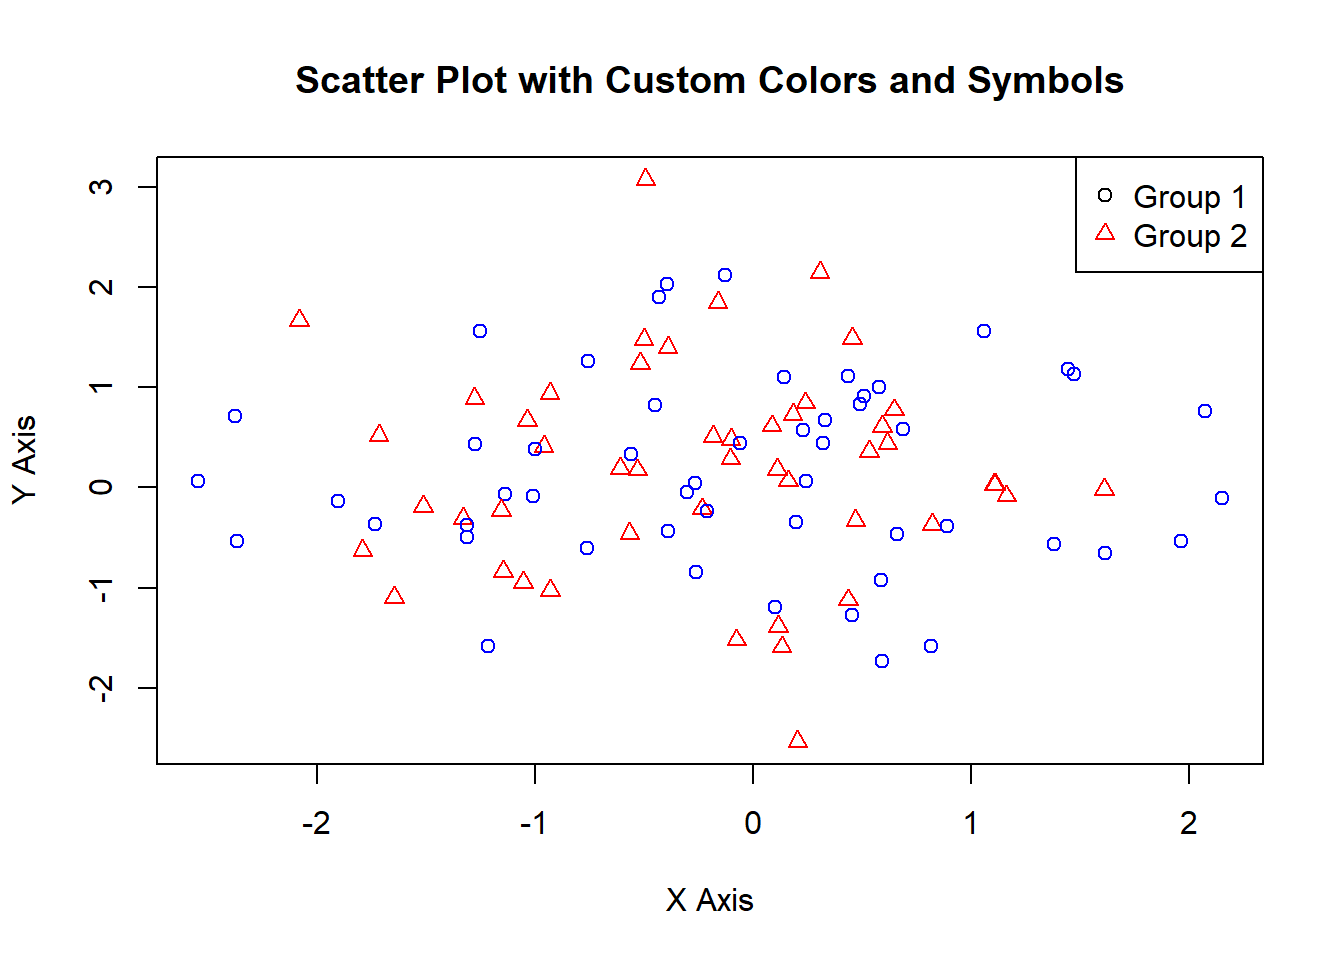 Scatter Plot with Custom Colors and Symbols
Group 1
Group 2
3
2
1
0
-1
-2
Y Axis
-2 -1 0 1 2
X Axis